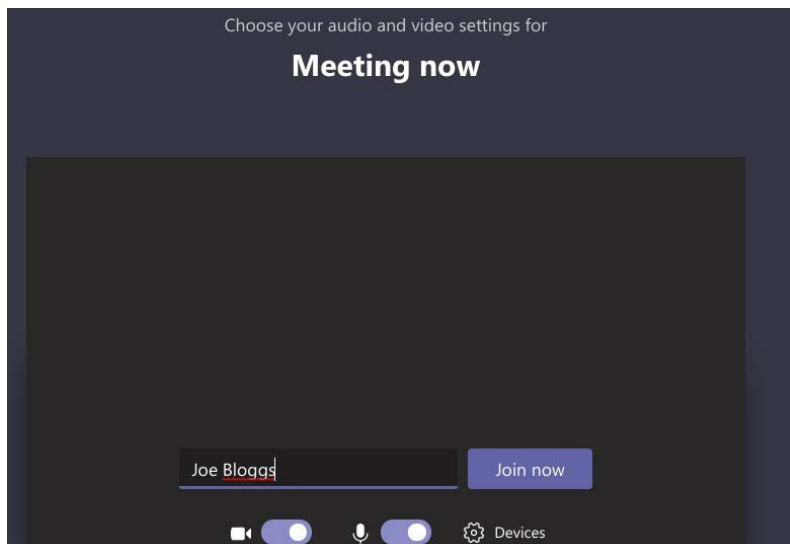 Choose your audio and video settings for
Meeting now
Joe Bloggs
Join now
Devices